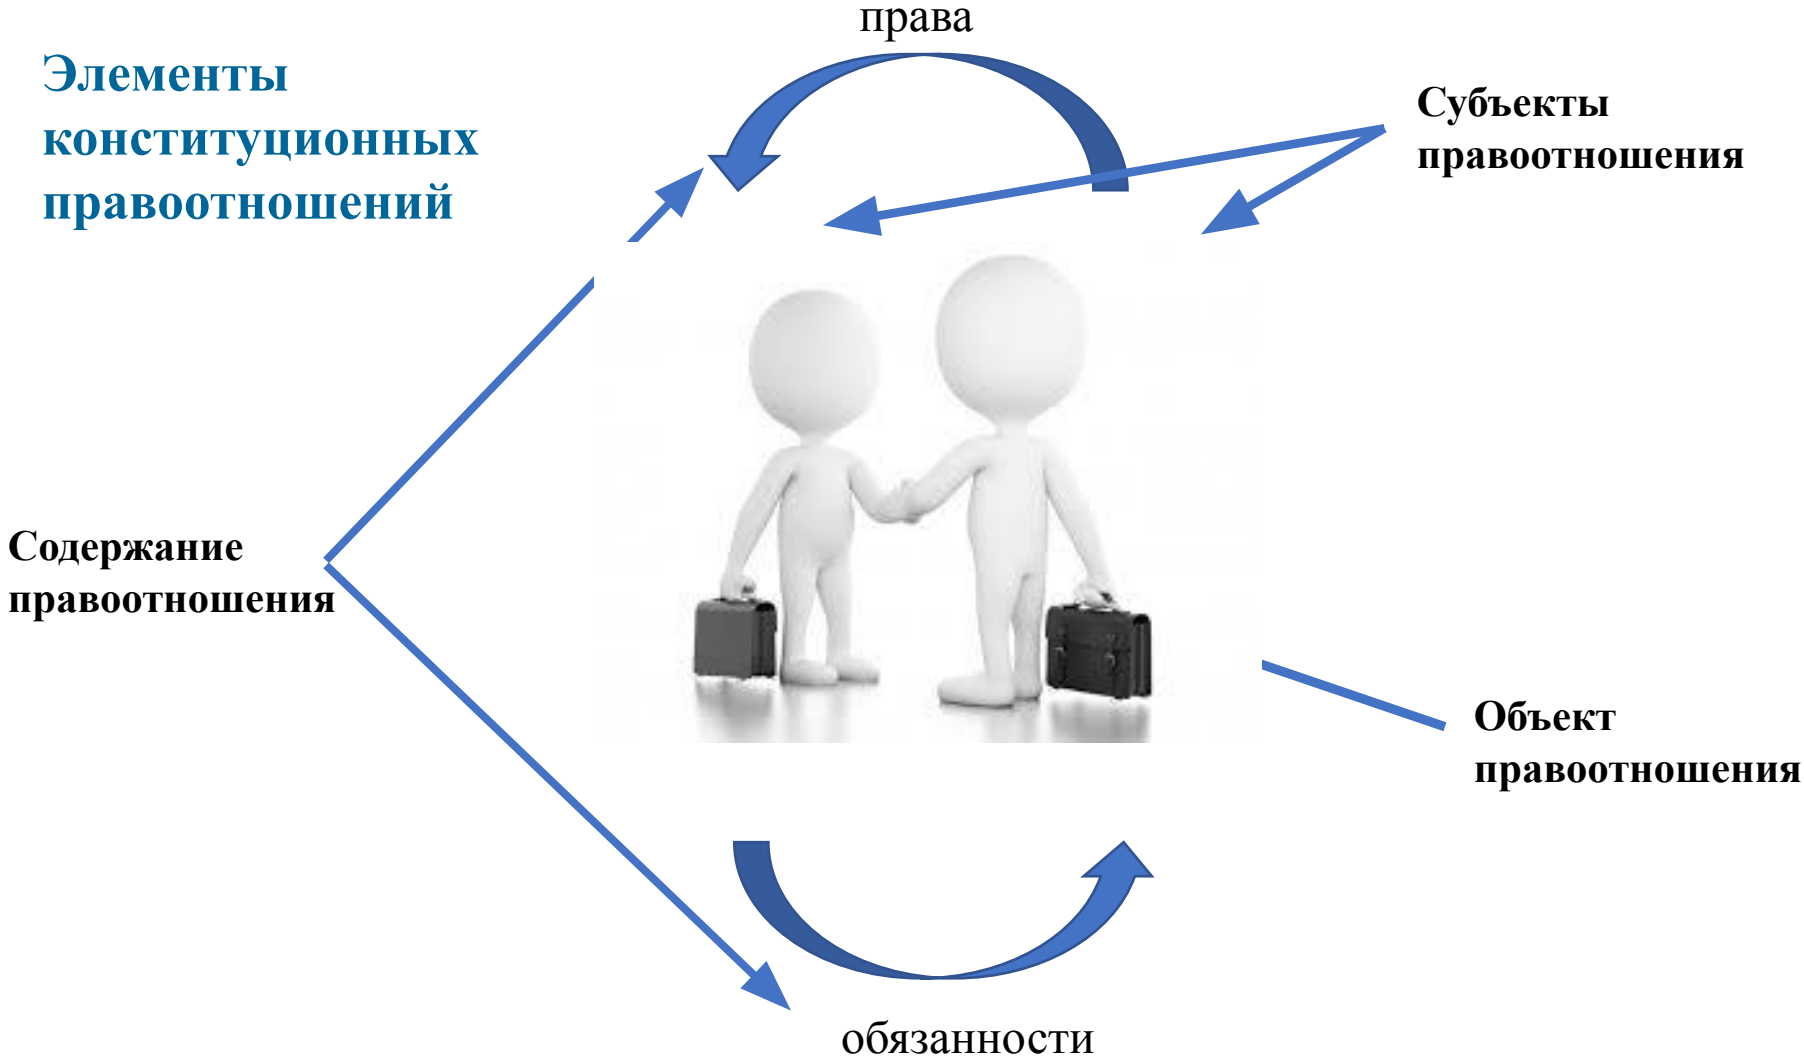 права
Элементы
конституционных
правоотношений
Субъекты
правоотношения
Содержание
правоотношения
Объект
правоотношения
обязанности